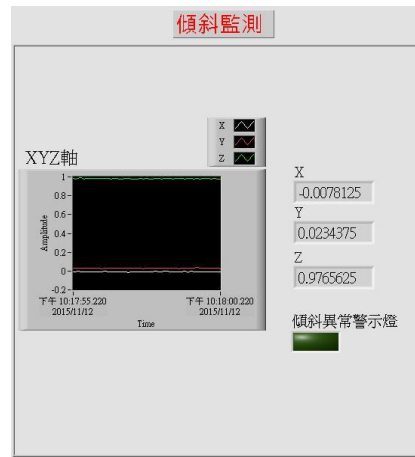 傾斜監測
X
Y
Z
XYZ軸
1
0.8
0.6
0.4
0.2
0
-0.2
Amplitude
下午 10:17:55.220
2015/11/12
下午 10:18:00.220
2015/11/12
Time
X
-0.0078125
Y
0.0234375
Z
0.9765625
傾斜異常警示燈